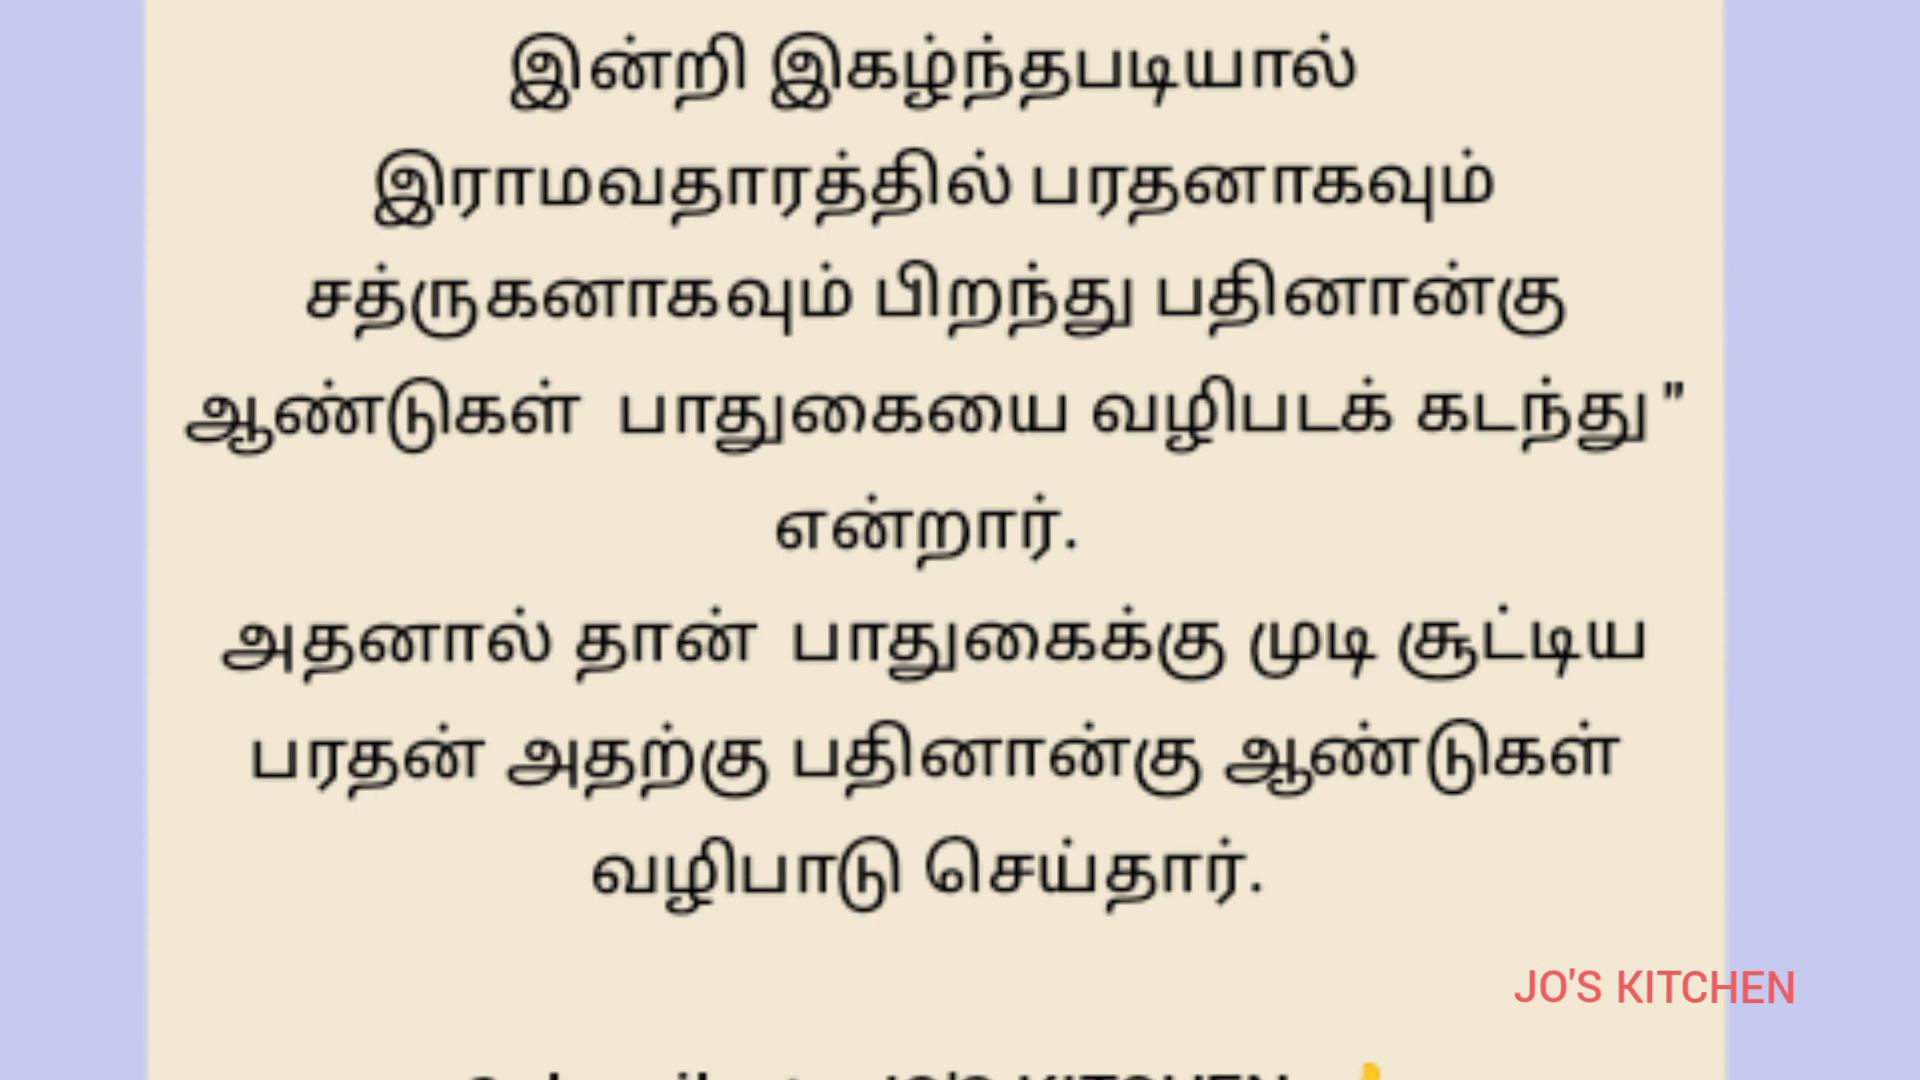 இன்றி இகழ்ந்தபடியால்
இராமவதாரத்தில் பரதனாகவும்
சத்ருகனாகவும் பிறந்து பதினான்கு
ஆண்டுகள் பாதுகையை வழிபடக் கடந்து "
என்றார்.
அதனால் தான் பாதுகைக்கு முடி சூட்டிய
பரதன் அதற்கு பதினான்கு ஆண்டுகள்
வழிபாடு செய்தார்.
JO'S KITCHEN